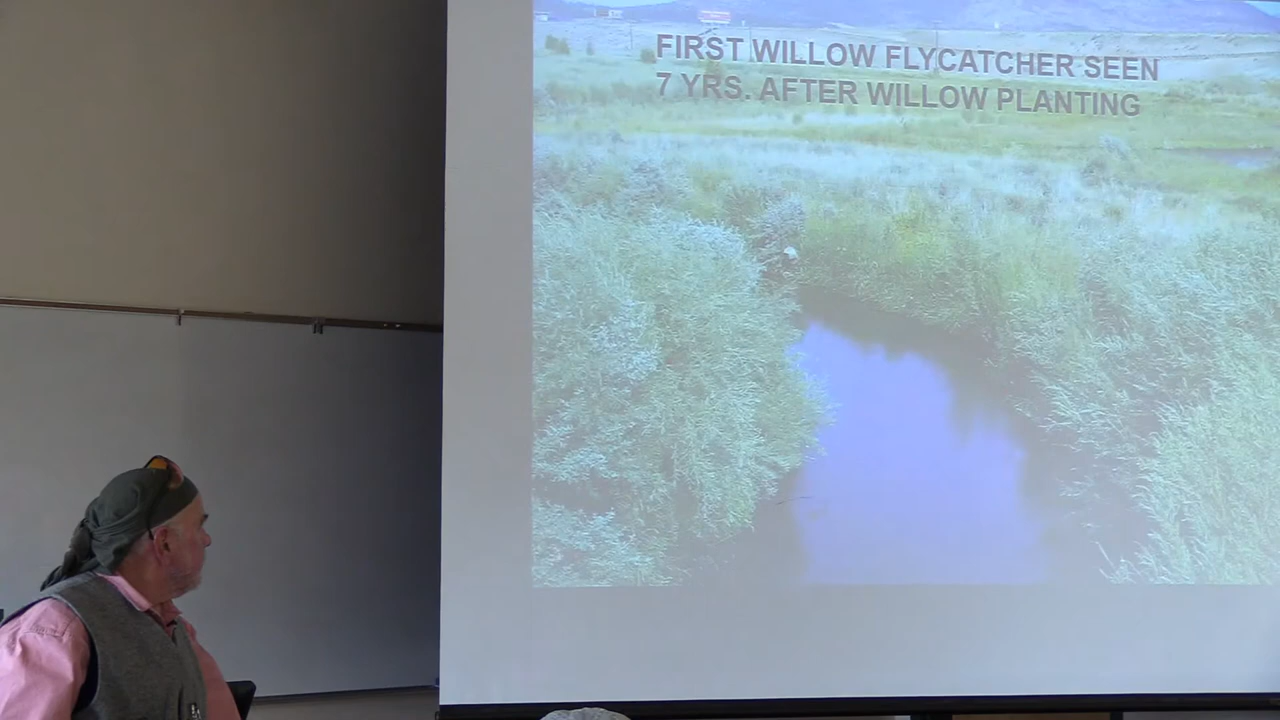 FIRST WILLOW FLYCATCHER SEEN
7 YRS. AFTER WILLOW PLANTING